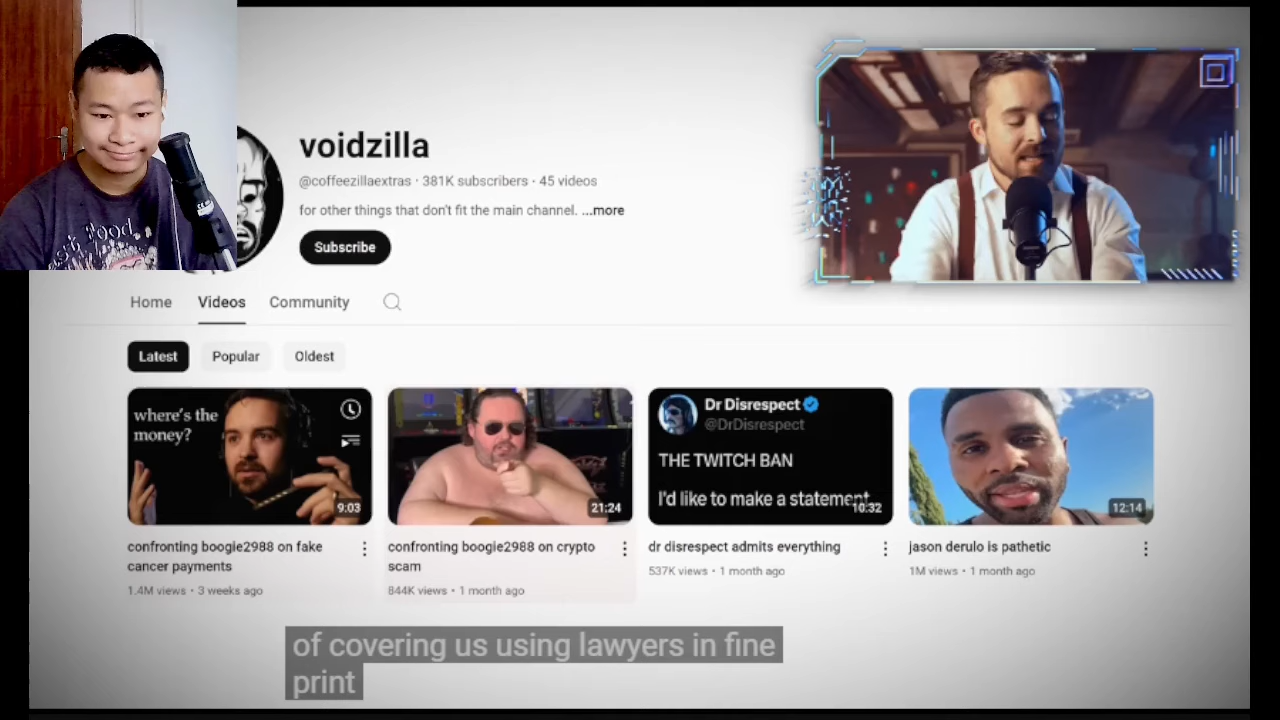 voidzilla
@coffeezillaextras · 381K subscribers · 45 videos
for other things that don't fit the main channel. ...more
Subscribe
Home Videos Community
Latest Popular Oldest
where's the
money?
9:03
21:24
Dr Disrespect
@DrDisrespect
THE TWITCH BAN
I'd like to make a statement
10:32
12:14
confronting boogie2988 on fake
cancer payments
1.4M views · 3 weeks ago
confronting boogie2988 on crypto
scam
844K views · 1 month ago
dr disrespect admits everything
537K views · 1 month ago
jason derulo is pathetic
1M views · 1 month ago
of covering us using lawyers in fine
print